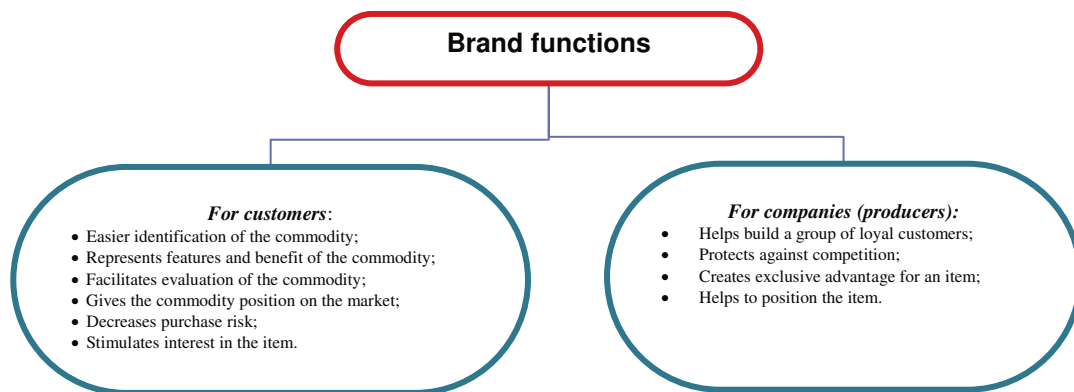 Brand functions
For customers:
• Easier identification of the commodity;
• Represents features and benefit of the commodity;
• Facilitates evaluation of the commodity;
• Gives the commodity position on the market;
• Decreases purchase risk;
• Stimulates interest in the item.
For companies (producers):
• Helps build a group of loyal customers;
• Protects against competition;
• Creates exclusive advantage for an item;
• Helps to position the item.